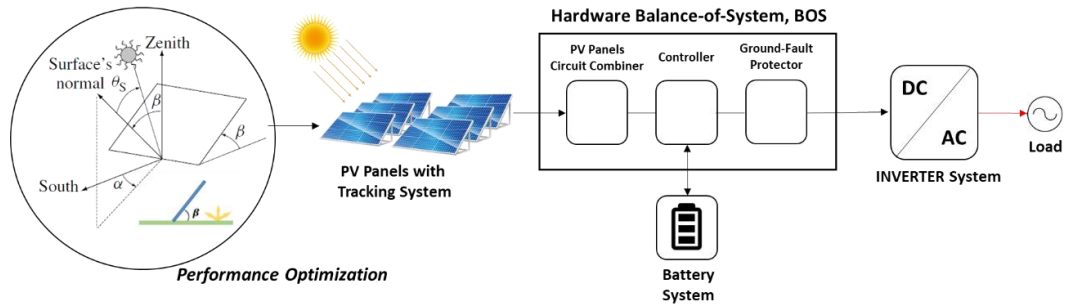 Hardware Balance-of-System, BOS
Zenith
Surface's
normal
θS
β
β
South
α
β
Performance Optimization
PV Panels with
Tracking System
PV Panels
Circuit Combiner
Controller
Ground-Fault
Protector
Battery
System
DC
AC
INVERTER System
Load